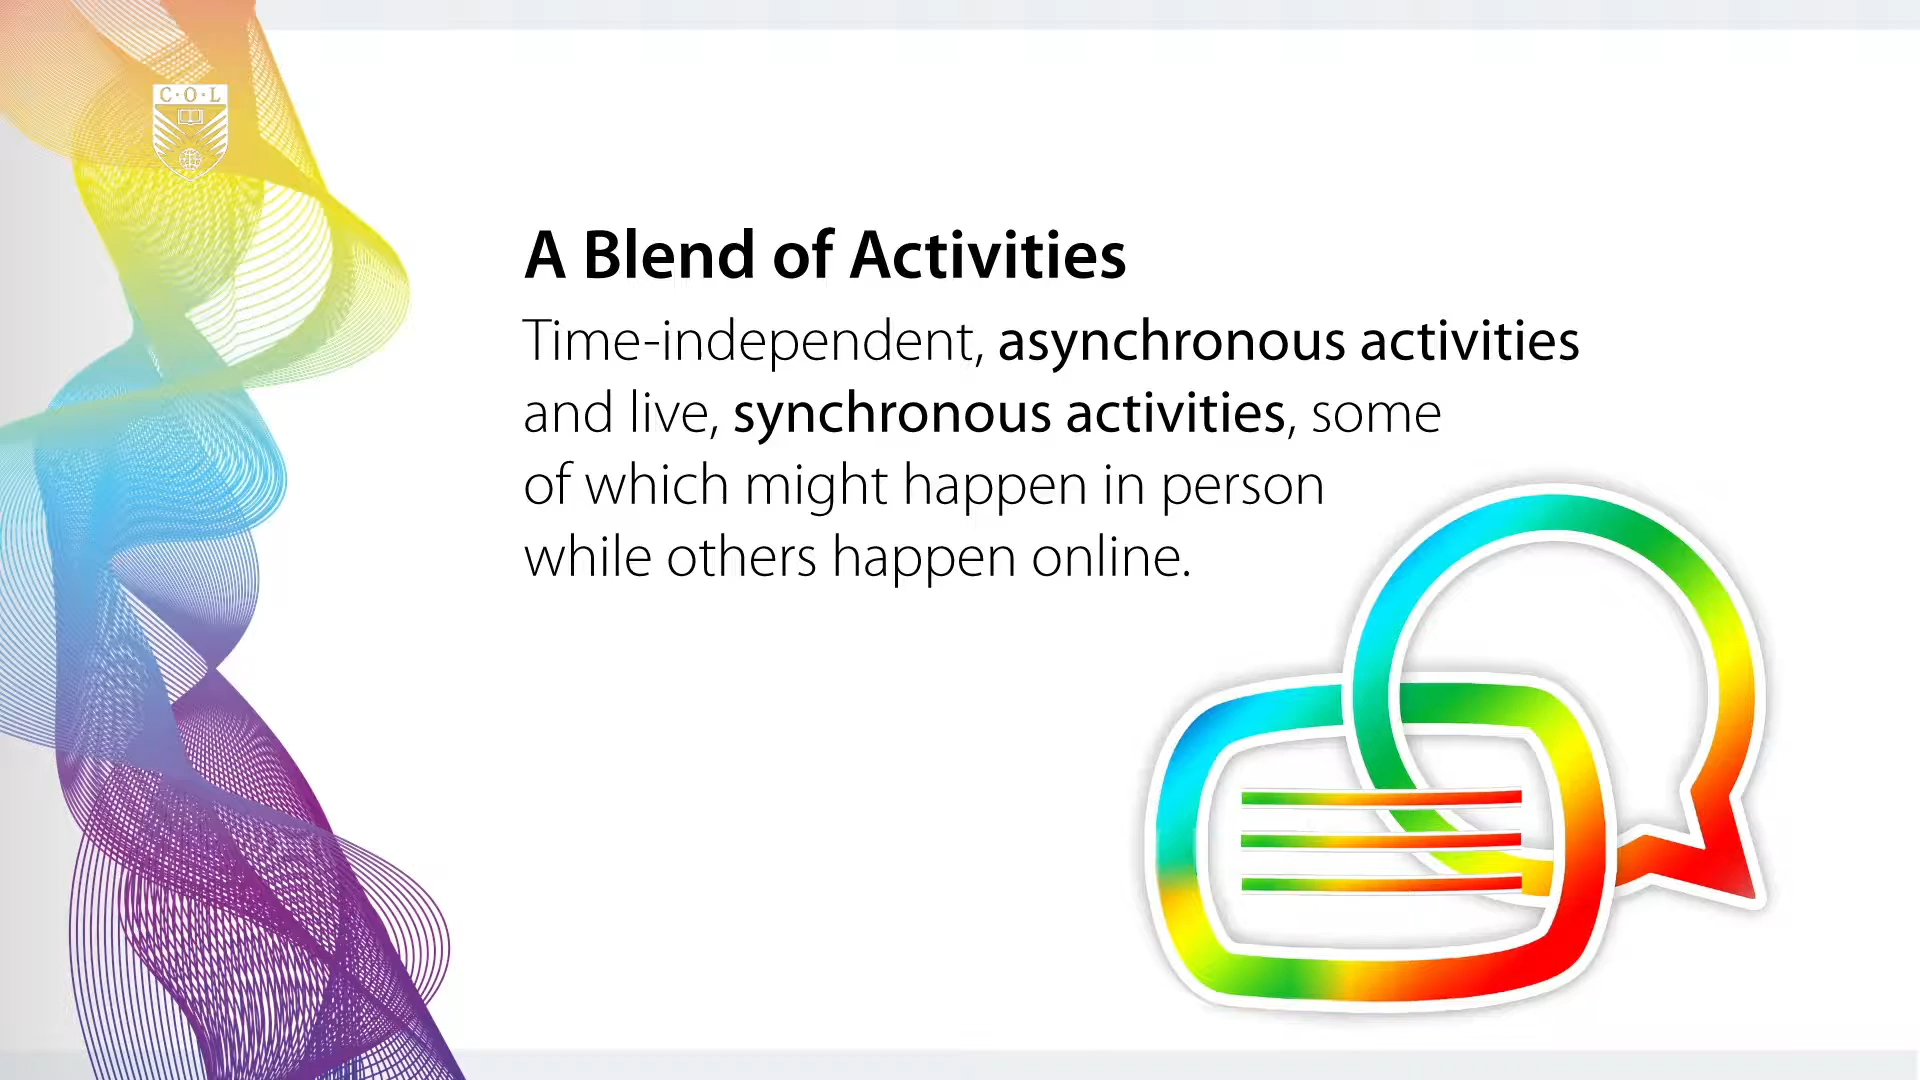 C·O·L
A Blend of Activities
Time-independent, asynchronous activities
and live, synchronous activities, some
of which might happen in person
while others happen online.